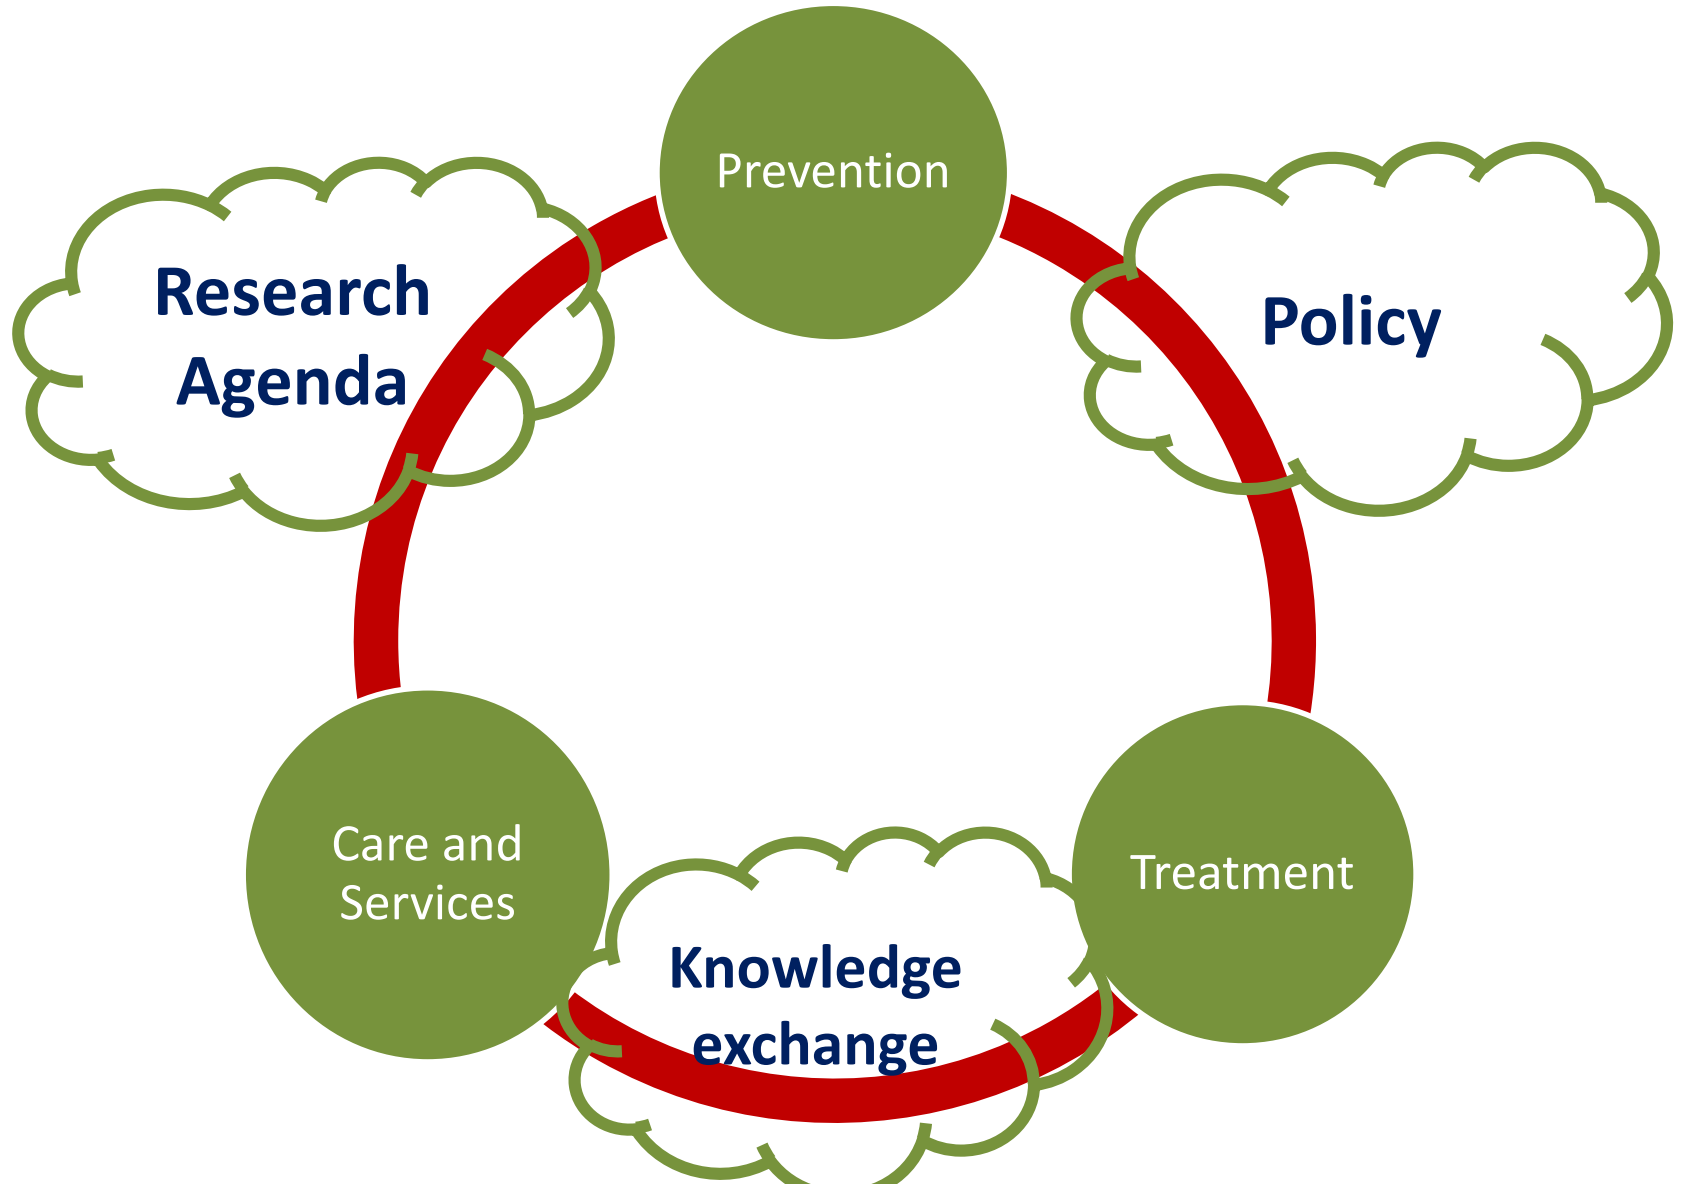 Prevention
Research
Agenda
Policy
Care and
Services
Treatment
Knowledge
exchange